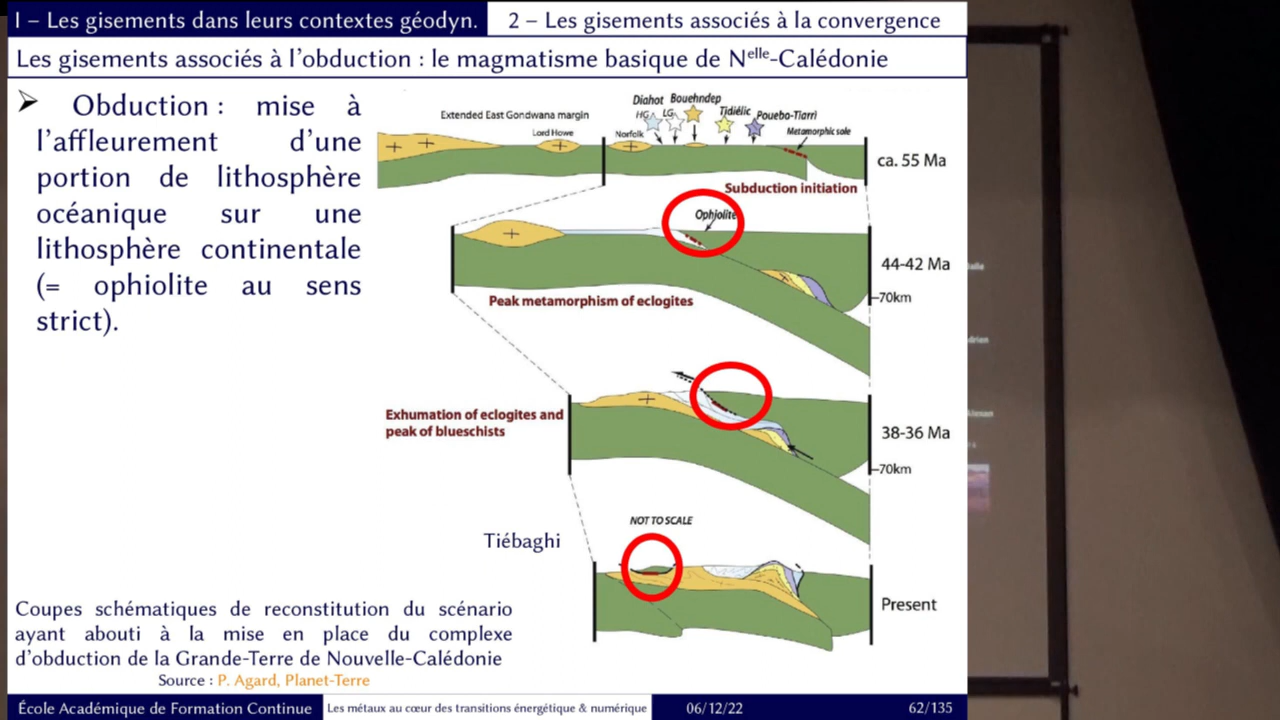 I – Les gisements dans leurs contextes géodyn.
2 – Les gisements associés à la convergence
Les gisements associés à l'obduction : le magmatisme basique de Nelle-Calédonie
➢ Obduction : mise à
l'affleurement d'une
portion de lithosphère
océanique sur une
lithosphère continentale
(= ophiolite au sens
strict).
Extended East Gondwana margin
Lord Howe
Norfolk
Diahot
HG
LG
Bouehndep
Tidiélic
Pouebo-Tiarri
Metamorphic sole
ca. 55 Ma
Subduction initiation
Ophiolite
44-42 Ma
70km
Peak metamorphism of eclogites
Exhumation of eclogites and
peak of blueschists
38-36 Ma
70km
NOT TO SCALE
Tiébaghi
Present
Coupes schématiques de reconstitution du scénario
ayant abouti à la mise en place du complexe
d'obduction de la Grande-Terre de Nouvelle-Calédonie
Source : P. Agard, Planet-Terre
École Académique de Formation Continue
Les métaux au cœur des transitions énergétique & numérique
06/12/22
62/135